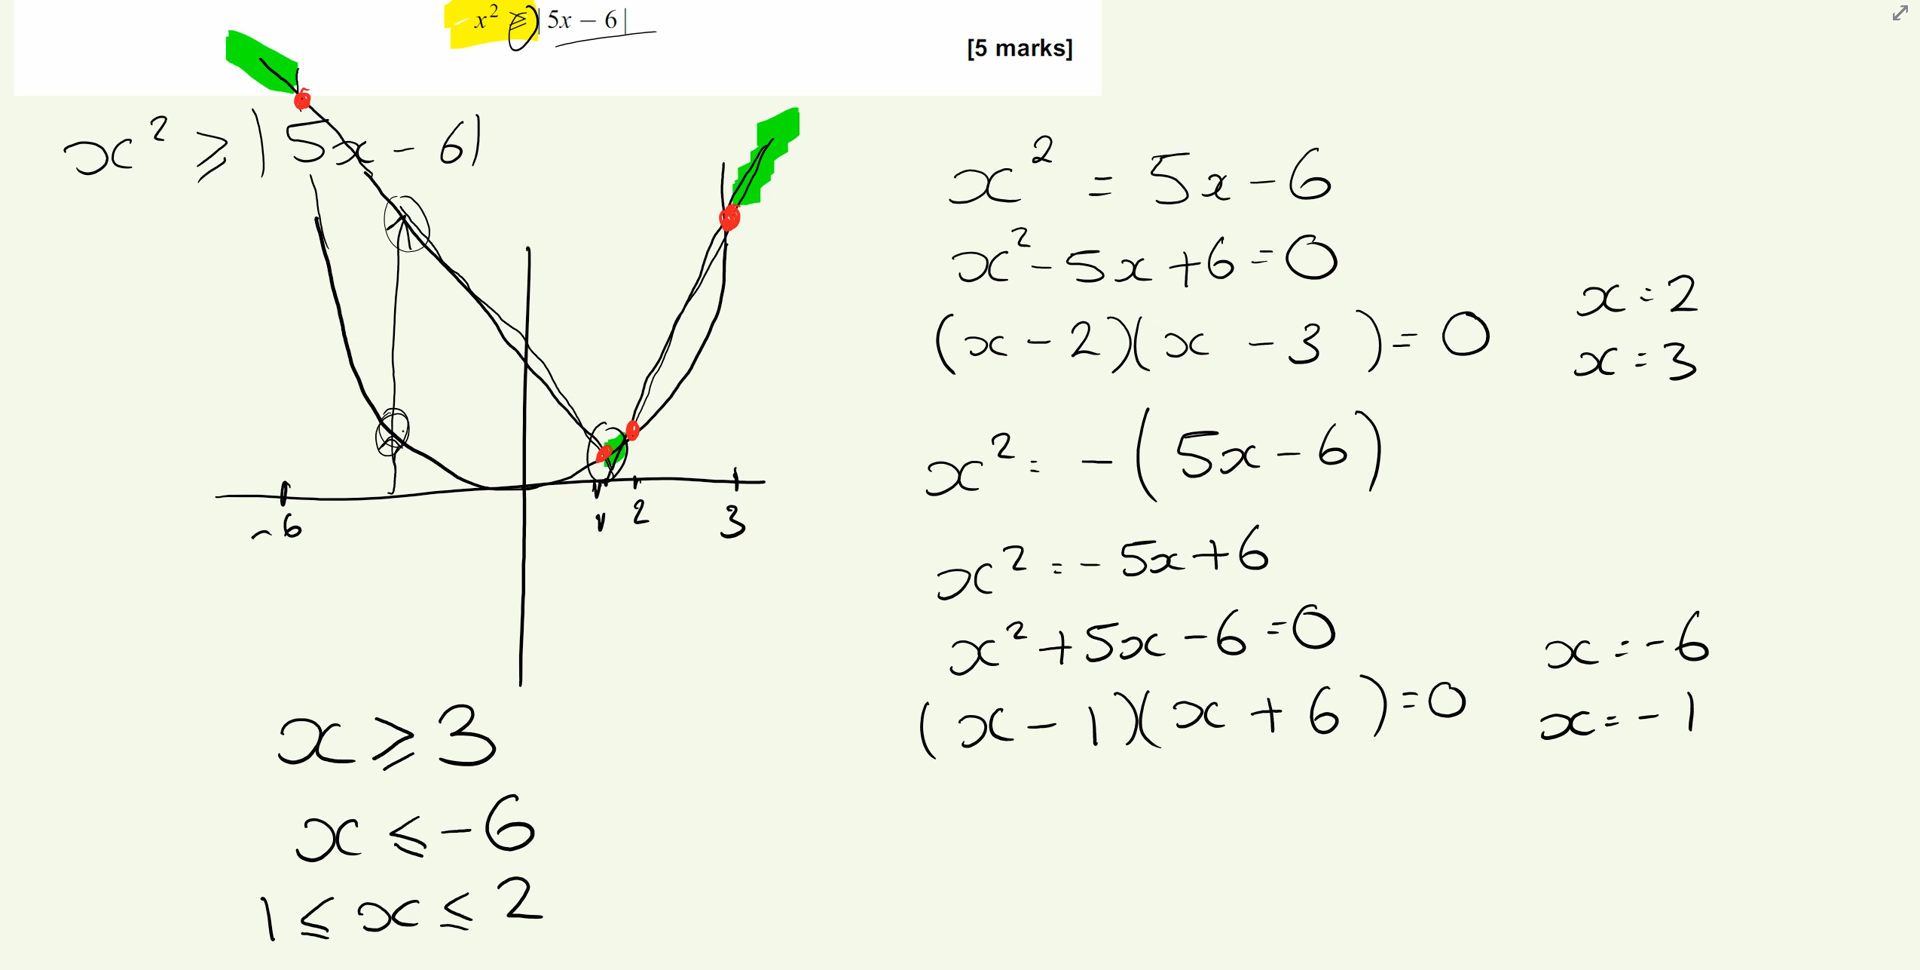 x² ⩾ |5x − 6|
[5 marks]
x² ⩾ |5x − 6|
-6
1
2
3
x ⩾ 3
x ⩽ -6
1 ⩽ x ⩽ 2
x² = 5x - 6
x² - 5x + 6 = 0
(x - 2)(x - 3) = 0
x = 2
x = 3
x² = -(5x - 6)
x² = -5x + 6
x² + 5x - 6 = 0
(x - 1)(x + 6) = 0
x = -6
x = -1